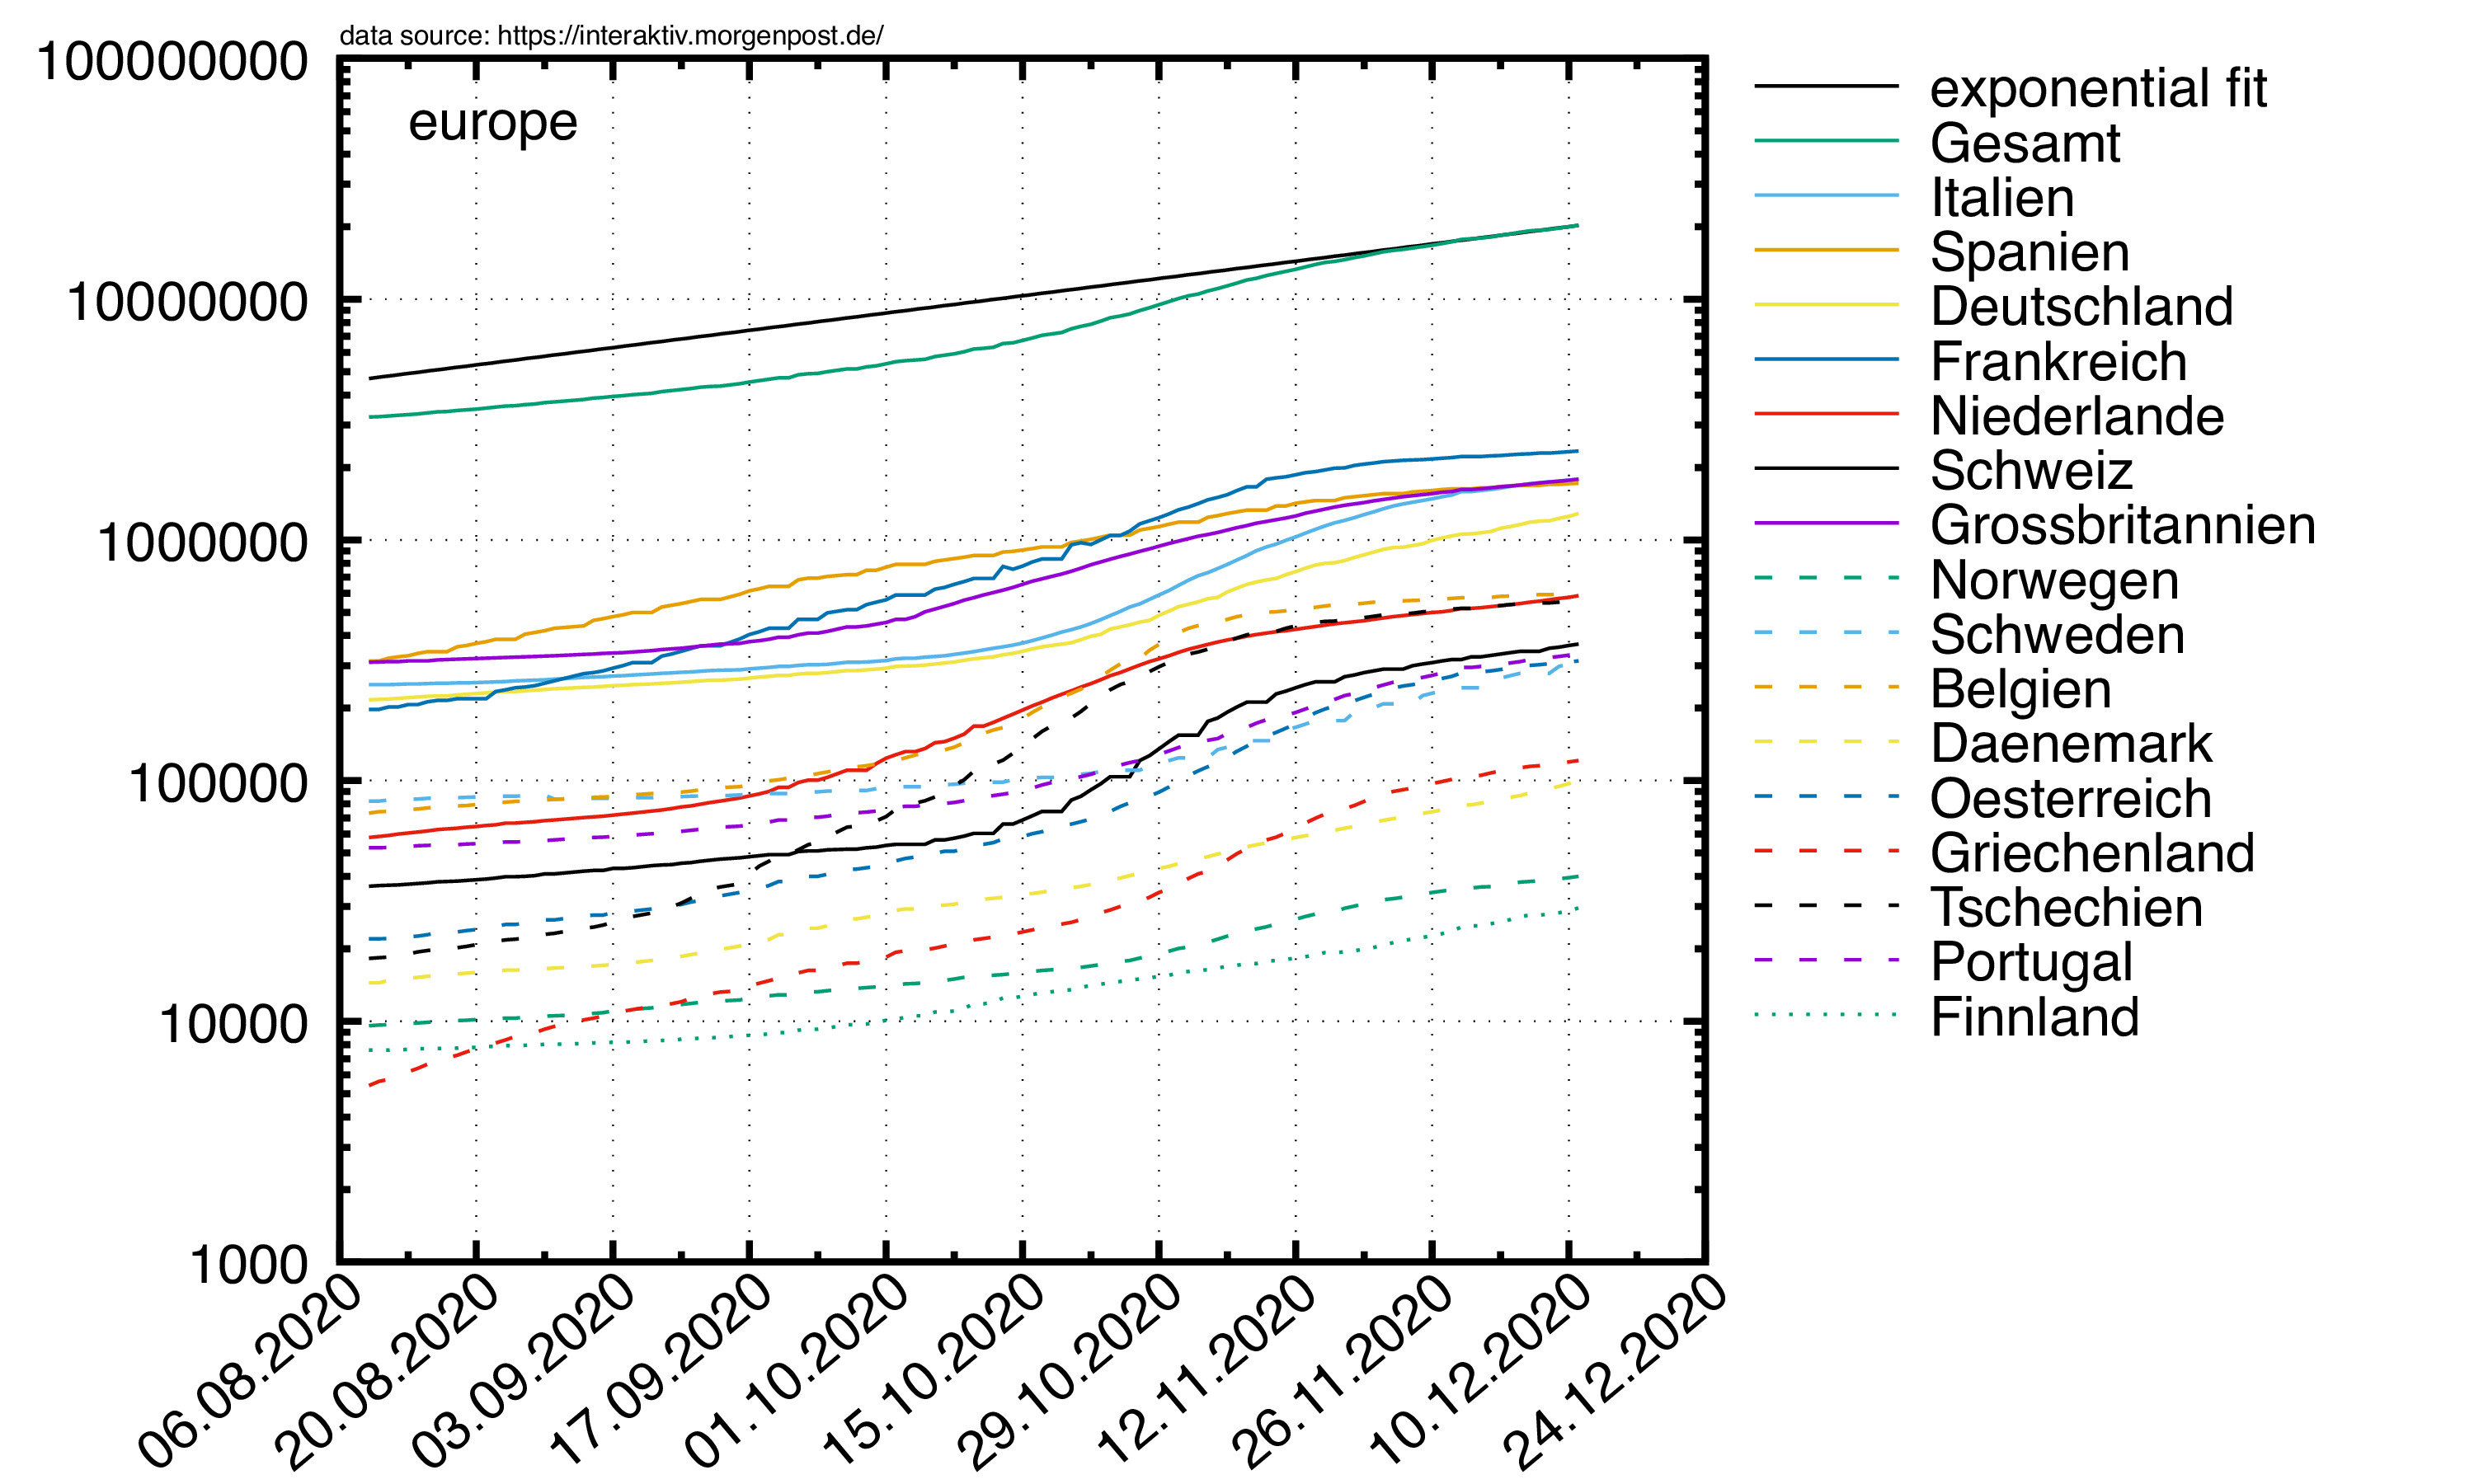 data source: https://interaktiv.morgenpost.de/
europe
100000000
10000000
1000000
100000
10000
1000
06.08.2020
20.08.2020
03.09.2020
17.09.2020
01.10.2020
15.10.2020
29.10.2020
12.11.2020
26.11.2020
10.12.2020
24.12.2020
exponential fit
Gesamt
Italien
Spanien
Deutschland
Frankreich
Niederlande
Schweiz
Grossbritannien
Norwegen
Schweden
Belgien
Daenemark
Oesterreich
Griechenland
Tschechien
Portugal
Finnland